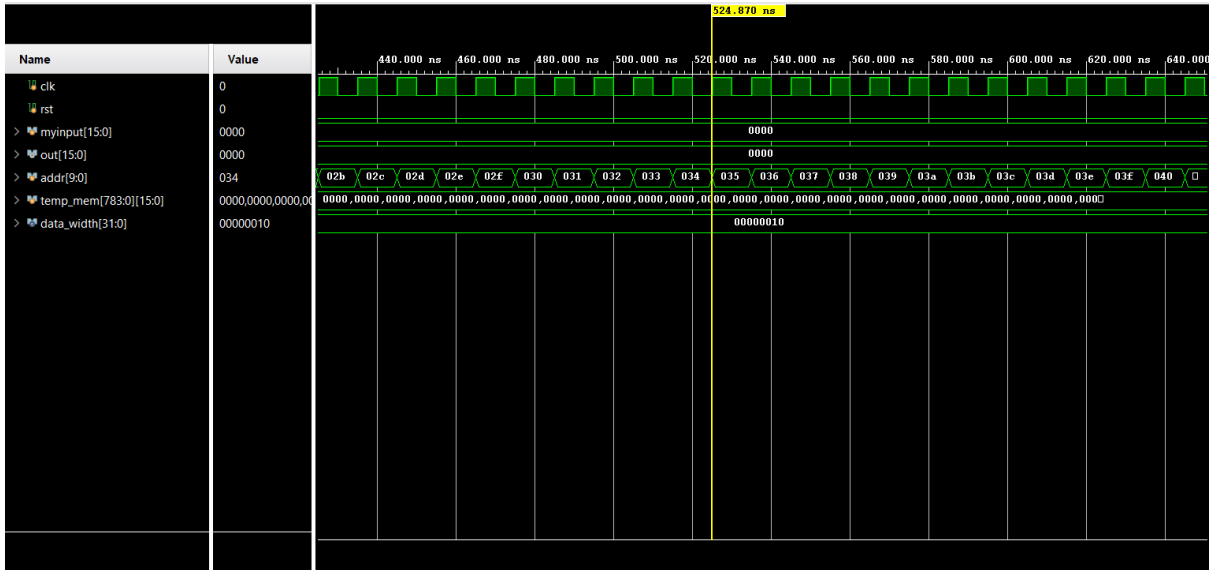 524.870 ns
Name Value
440.000 ns 460.000 ns 480.000 ns 500.000 ns 520.000 ns 540.000 ns 560.000 ns 580.000 ns 600.000 ns 620.000 ns 640.000
clk 0
rst 0
myinput[15:0] 0000 0000
out[15:0] 0000 0000
addr[9:0] 034 02b 02c 02d 02e 02f 030 031 032 033 034 035 036 037 038 039 03a 03b 03c 03d 03e 03f 040
temp_mem[783:0][15:0] 0000,0000,0000,00 0000,0000,0000,0000,0000,0000,0000,0000,0000,0000,0000,0000,0000,0000,0000,0000,0000,0000,0000,000
data_width[31:0] 00000010 00000010